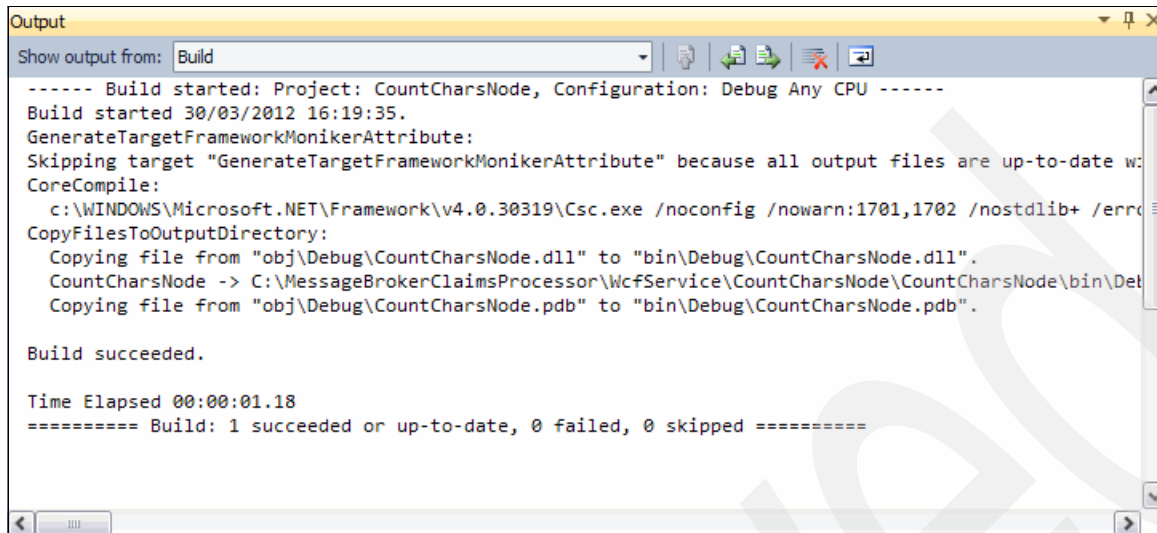 Output
Show output from: Build
------ Build started: Project: CountCharsNode, Configuration: Debug Any CPU ------
Build started 30/03/2012 16:19:35.
GenerateTargetFrameworkMonikerAttribute:
Skipping target "GenerateTargetFrameworkMonikerAttribute" because all output files are up-to-date
CoreCompile:
c:\WINDOWS\Microsoft.NET\Framework\v4.0.30319\Csc.exe /noconfig /nowarn:1701,1702 /nostdlib+
CopyFilesToOutputDirectory:
Copying file from "obj\Debug\CountCharsNode.dll" to "bin\Debug\CountCharsNode.dll".
CountCharsNode -> C:\MessageBrokerClaimsProcessor\WcfService\CountCharsNode\CountCharsNode\bin\Deb
Copying file from "obj\Debug\CountCharsNode.pdb" to "bin\Debug\CountCharsNode.pdb".
Build succeeded.
Time Elapsed 00:00:01.18
========== Build: 1 succeeded or up-to-date, 0 failed, 0 skipped ==========